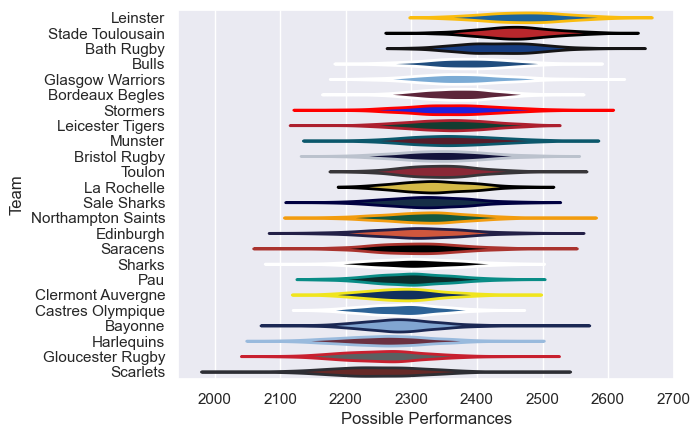 Leinster
Stade Toulousain
Bath Rugby
Bulls
Glasgow Warriors
Bordeaux Begles
Stormers
Leicester Tigers
Munster
Bristol Rugby
Toulon
La Rochelle
Sale Sharks
Northampton Saints
Edinburgh
Saracens
Sharks
Pau
Clermont Auvergne
Castres Olympique
Bayonne
Harlequins
Gloucester Rugby
Scarlets
Team
2000 2100 2200 2300 2400 2500 2600 2700
Possible Performances